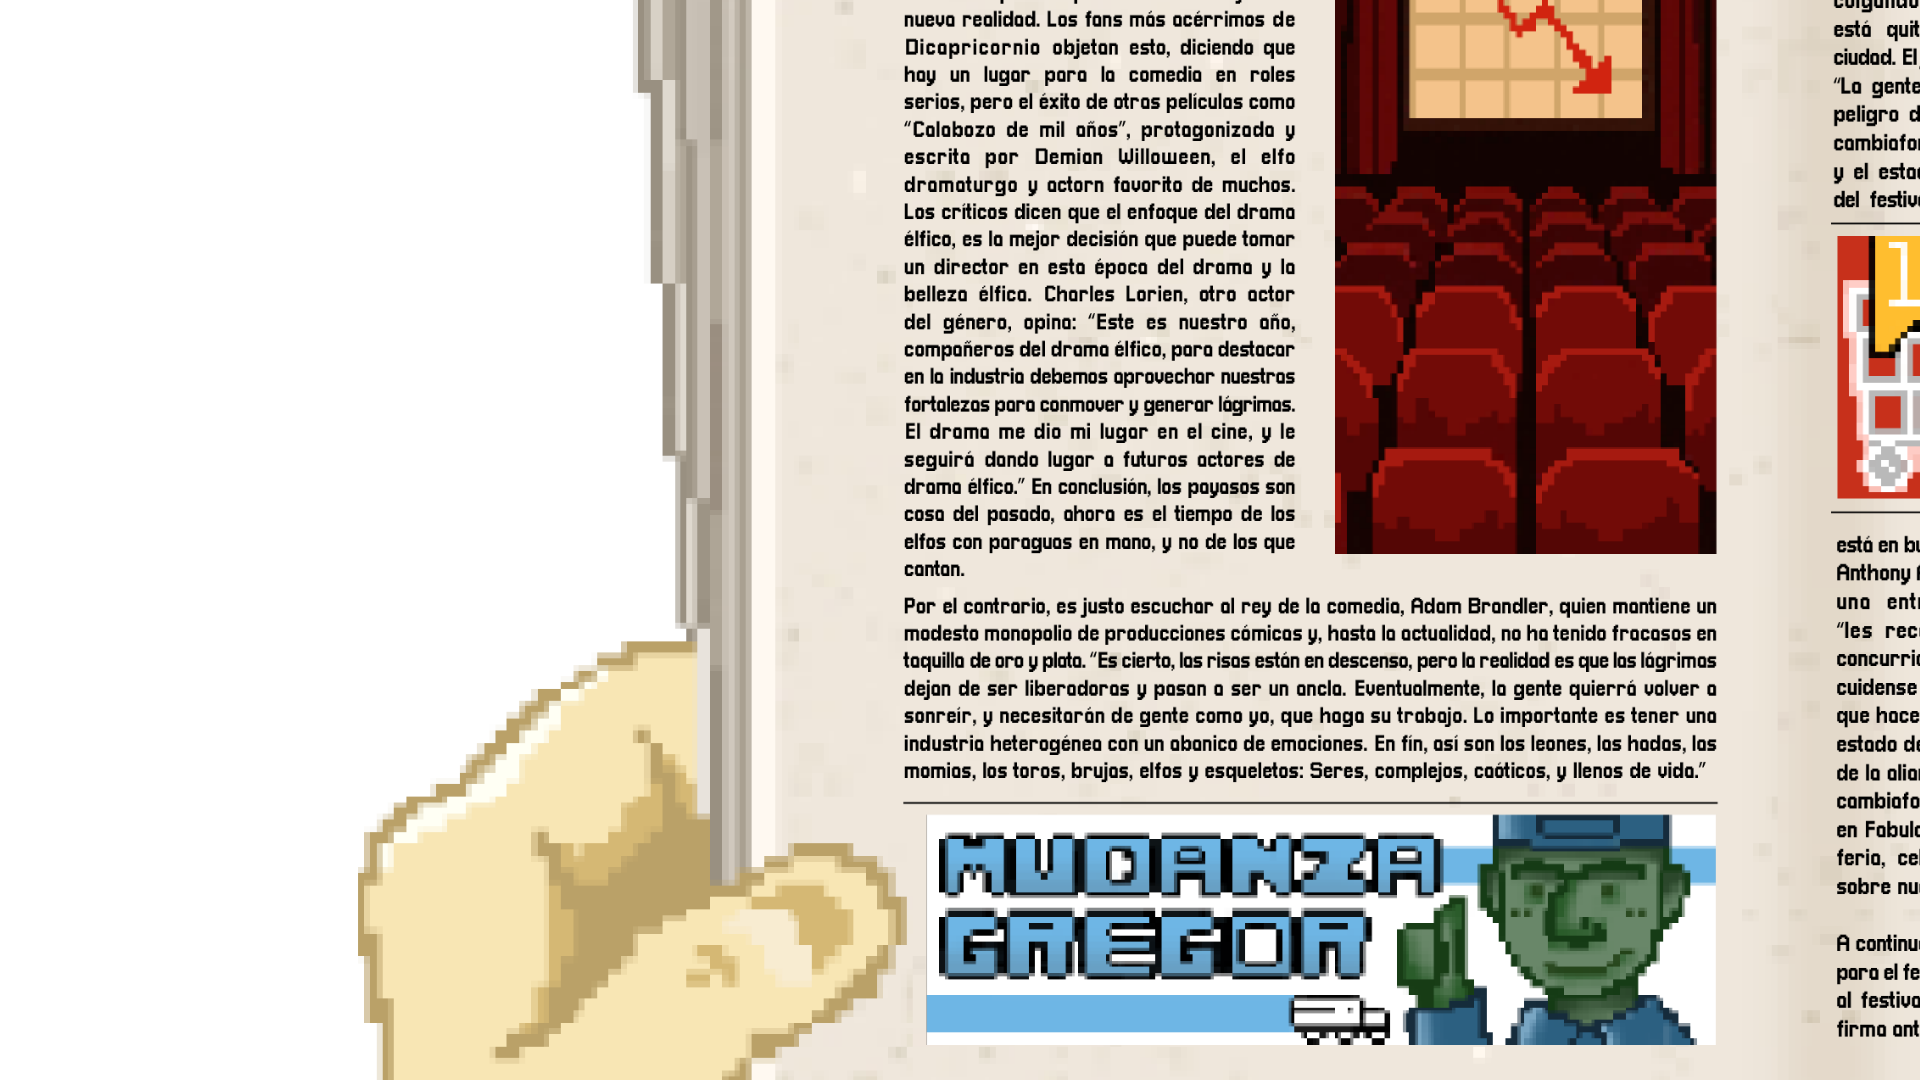 nueva realidad. Los fans más acérrimos de
Dicapricornio objetan esto, diciendo que
hay un lugar para la comedia en roles
serios, pero el éxito de otras películas como
“Calabozo de mil años”, protagonizada y
escrita por Demian Willoween, el elfo
dramaturgo y actorn favorito de muchos.
Los críticos dicen que el enfoque del drama
élfico, es la mejor decisión que puede tomar
un director en esta época del drama y la
belleza élfica. Charles Lorien, otro actor
del género, opina: “Este es nuestro año,
compañeros del drama élfico, para destacar
en la industria debemos aprovechar nuestras
fortalezas para conmover y generar lágrimas.
El drama me dio mi lugar en el cine, y le
seguirá dando lugar a futuros actores de
drama élfico.” En conclusión, los payasos son
cosa del pasado, ahora es el tiempo de los
elfos con paraguas en mano, y no de los que
cantan.
Por el contrario, es justo escuchar al rey de la comedia, Adam Brandler, quien mantiene un
modesto monopolio de producciones cómicas y, hasta la actualidad, no ha tenido fracasos en
taquilla de oro y plata. “Es cierto, las risas están en descenso, pero la realidad es que las lágrimas
dejan de ser liberadoras y pasan a ser un ancla. Eventualmente, la gente quierrá volver a
sonreír, y necesitarán de gente como yo, que haga su trabajo. Lo importante es tener una
industria heterogénea con un abanico de emociones. En fín, así son los leones, las hadas, las
momias, los toros, brujas, elfos y esqueletos: Seres, complejos, caóticos, y llenos de vida.”
MUDANZA
GREGOR
está quit
ciudad. El
“La gente
peligro d
cambiafor
y el estad
del festiv
1
está en bu
Anthony
una entr
“les rec
concurrid
cuidense
que hace
estado de
de la alia
cambiafo
en Fabul
feria, cel
sobre nu
A continu
para el fe
al festiva
firma ant